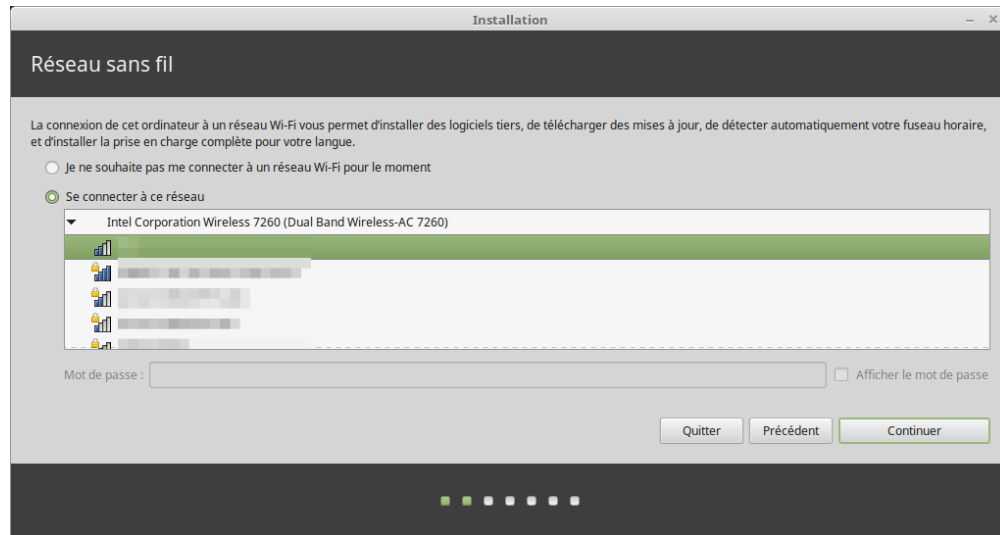 Installation
Réseau sans fil
La connexion de cet ordinateur à un réseau Wi-Fi vous permet d'installer des logiciels tiers, de télécharger des mises à jour, de détecter automatiquement votre fuseau horaire,
et d'installer la prise en charge complète pour votre langue.
Je ne souhaite pas me connecter à un réseau Wi-Fi pour le moment
Se connecter à ce réseau
Intel Corporation Wireless 7260 (Dual Band Wireless-AC 7260)
Mot de passe : Afficher le mot de passe
Quitter Précédent Continuer